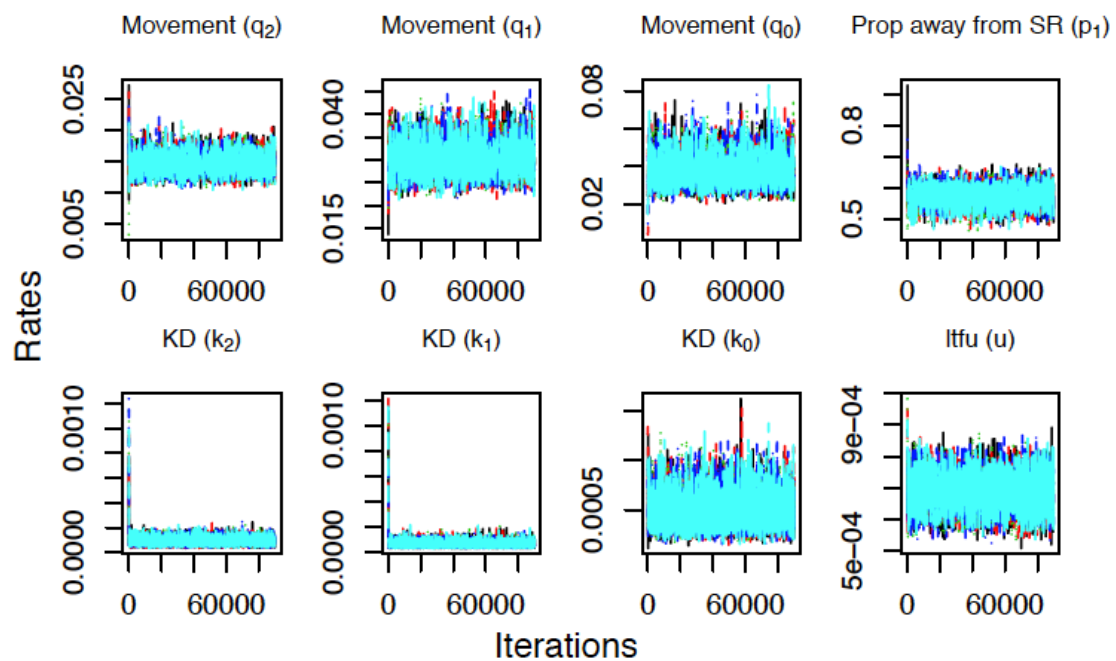 Movement (q2) Movement (q1) Movement (q0) Prop away from SR (p1)
0.005 0.025
0.015 0.040
0.02 0.08
0.5 0.8
0 60000 0 60000 0 60000 0 60000
Rates
KD (k2) KD (k1) KD (k0) ltfu (u)
0.0000 0.0010
0.0000 0.0010
0.0005
5e−04 9e−04
0 60000 0 60000 0 60000 0 60000
Iterations